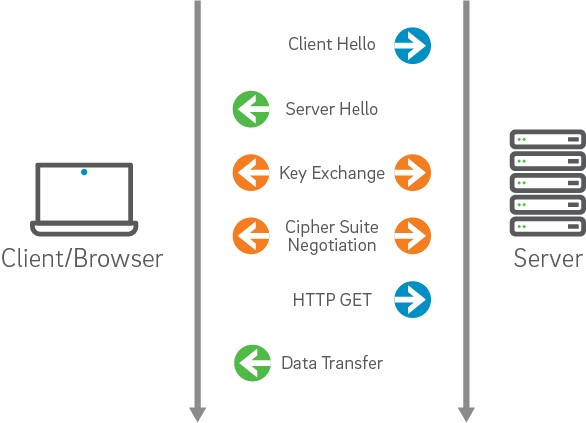 Client Hello
Server Hello
Key Exchange
Cipher Suite
Negotiation
HTTP GET
Data Transfer
Client/Browser
Server